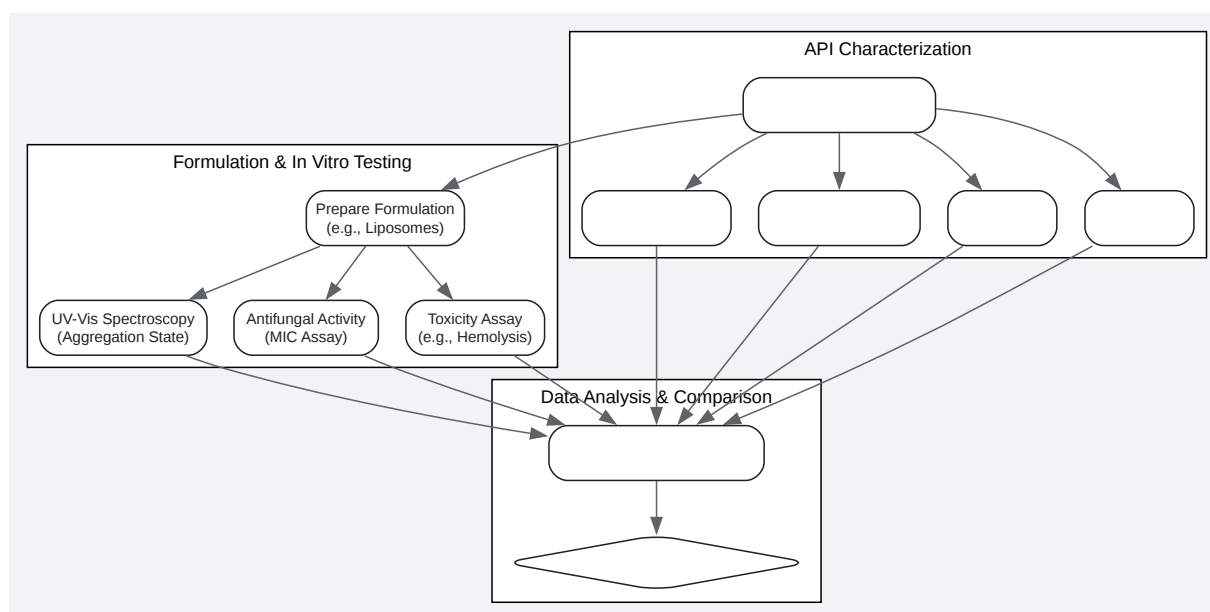 API Characterization
Formulation & In Vitro Testing
Prepare Formulation
(e.g., Liposomes)
UV-Vis Spectroscopy
(Aggregation State)
Antifungal Activity
(MIC Assay)
Toxicity Assay
(e.g., Hemolysis)
Data Analysis & Comparison